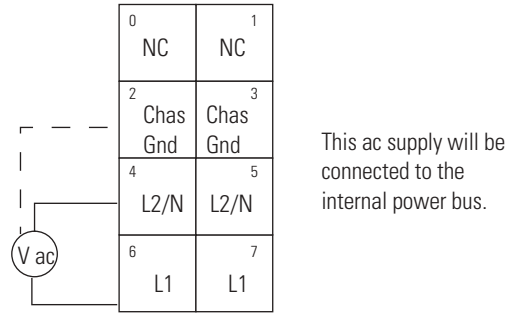 0 1
NC NC
2 3
Chas Chas
Gnd Gnd
4 5
L2/N L2/N
6 7
L1 L1
V ac
This ac supply will be
connected to the
internal power bus.